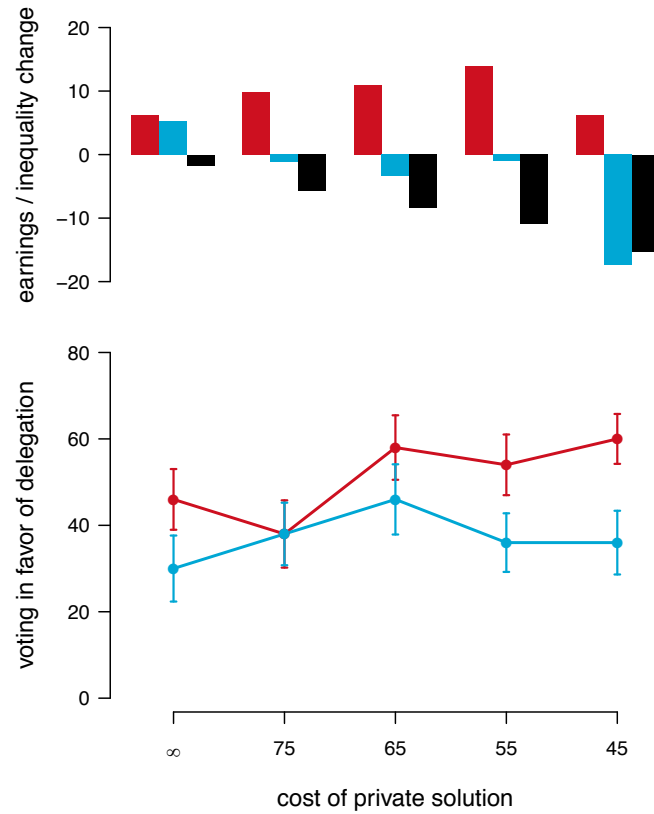 earnings / inequality change
20
10
0
−10
−20
voting in favor of delegation
80
60
40
20
0
∞ 75 65 55 45
cost of private solution